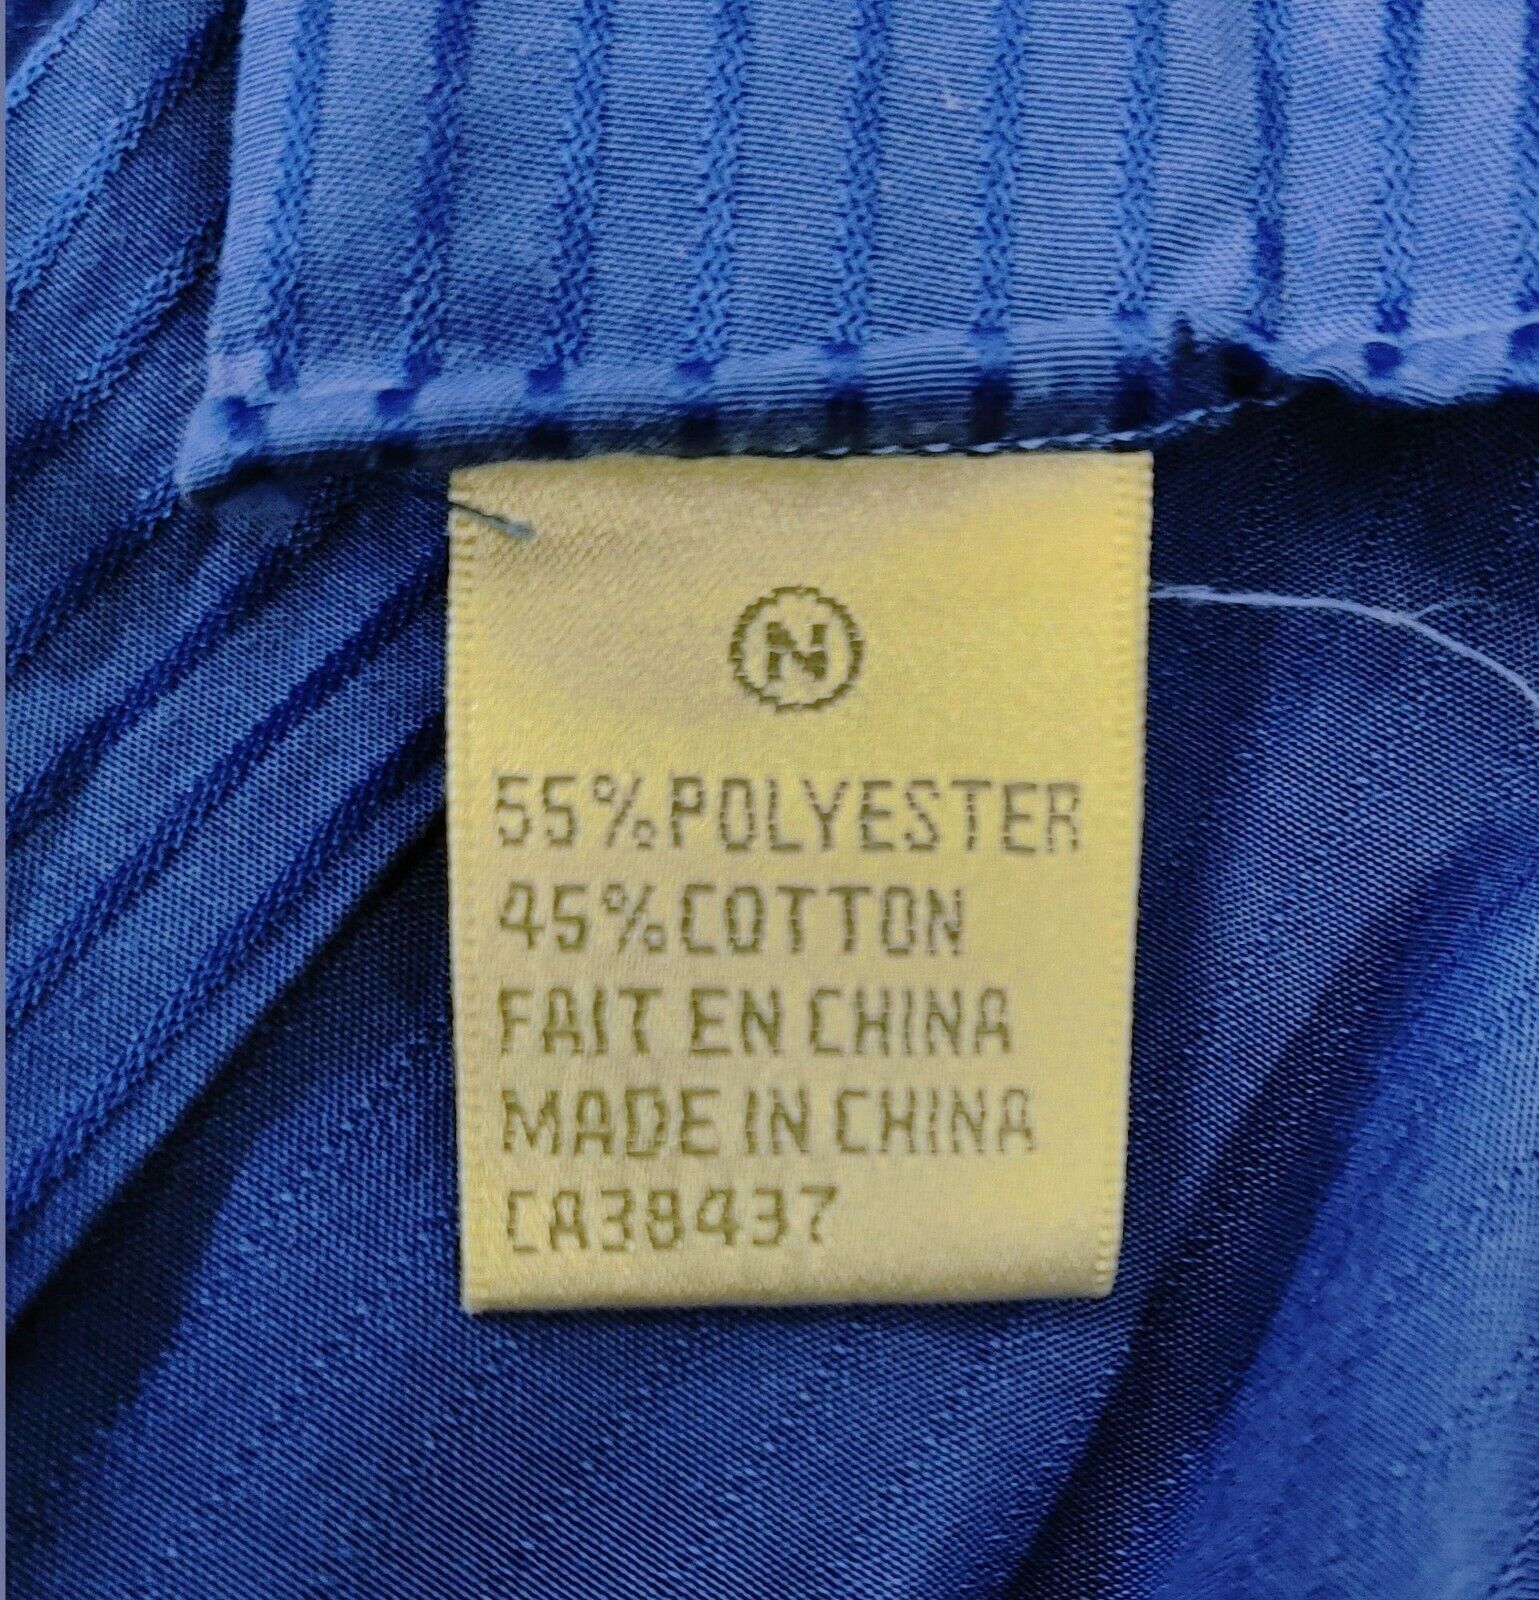 N
55%POLYESTER
45%COTTON
FAIT EN CHINA
MADE IN CHINA
CA38437